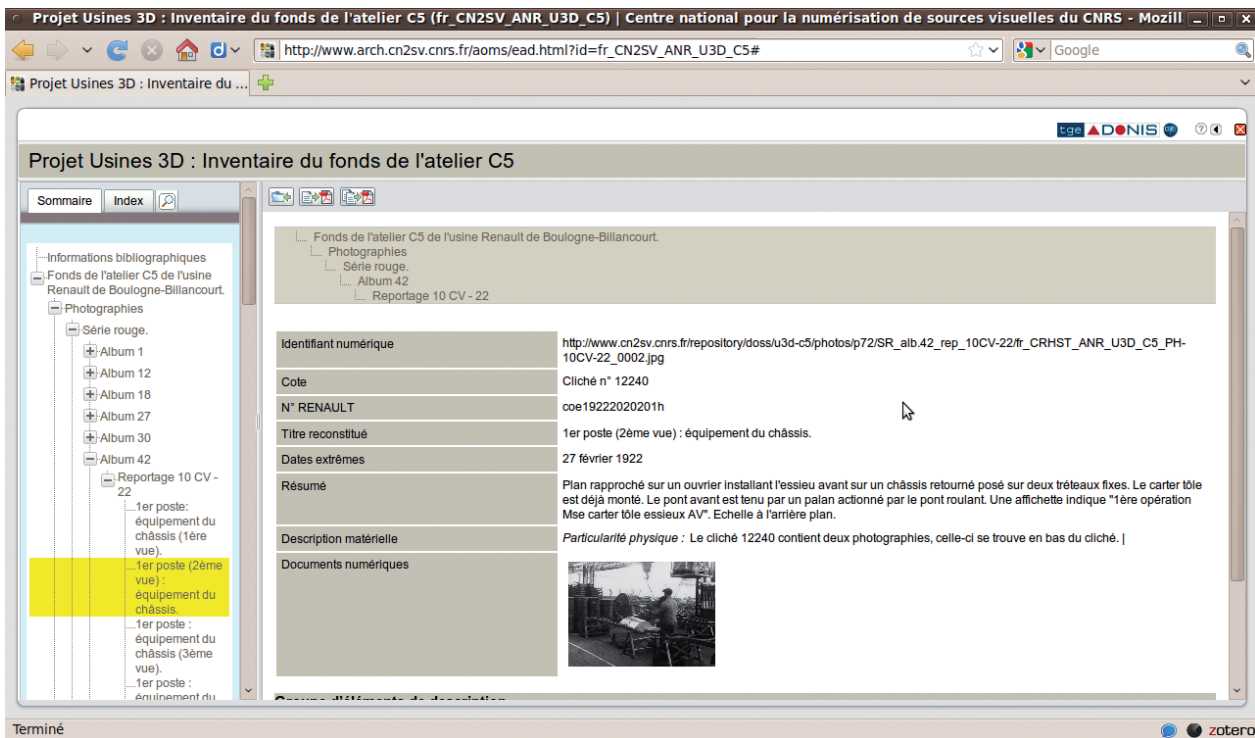 Projet Usines 3D : Inventaire du fonds de l'atelier C5 (fr_CN2SV_ANR_U3D_C5) | Centre national pour la numérisation de sources visuelles du CNRS - Mozill
http://www.arch.cn2sv.cnrs.fr/aoms/ead.html?id=fr_CN2SV_ANR_U3D_C5#
Google
Projet Usines 3D : Inventaire du ...
tge ADONIS
Projet Usines 3D : Inventaire du fonds de l'atelier C5
Sommaire
Index
Informations bibliographiques
Fonds de l'atelier C5 de l'usine
Renault de Boulogne-Billancourt.
Photographies
Série rouge.
Album 1
Album 12
Album 18
Album 27
Album 30
Album 42
Reportage 10 CV -
22
1er poste:
équipement du
châssis (1ère
vue).
1er poste (2ème
vue) :
équipement du
châssis.
1er poste :
équipement du
châssis (3ème
vue).
1er poste :
équipement du
Fonds de l'atelier C5 de l'usine Renault de Boulogne-Billancourt.
Photographies
Série rouge.
Album 42
Reportage 10 CV - 22
Identifiant numérique
http://www.cn2sv.cnrs.fr/repository/doss/u3d-c5/photos/p72/SR_alb.42_rep_10CV-22/fr_CRHST_ANR_U3D_C5_PH-
10CV-22_0002.jpg
Cote
Cliché n° 12240
N° RENAULT
coe19222020201h
Titre reconstitué
1er poste (2ème vue) : équipement du châssis.
Dates extrêmes
27 février 1922
Résumé
Plan rapproché sur un ouvrier installant l'essieu avant sur un châssis retourné posé sur deux tréteaux fixes. Le carter tôle
est déjà monté. Le pont avant est tenu par un palan actionné par le pont roulant. Une affichette indique "1ère opération
Mse carter tôle essieux AV". Echelle à l'arrière plan.
Description matérielle
Particularité physique : Le cliché 12240 contient deux photographies, celle-ci se trouve en bas du cliché. |
Documents numériques
Groupe d'éléments de description
Terminé
zotero